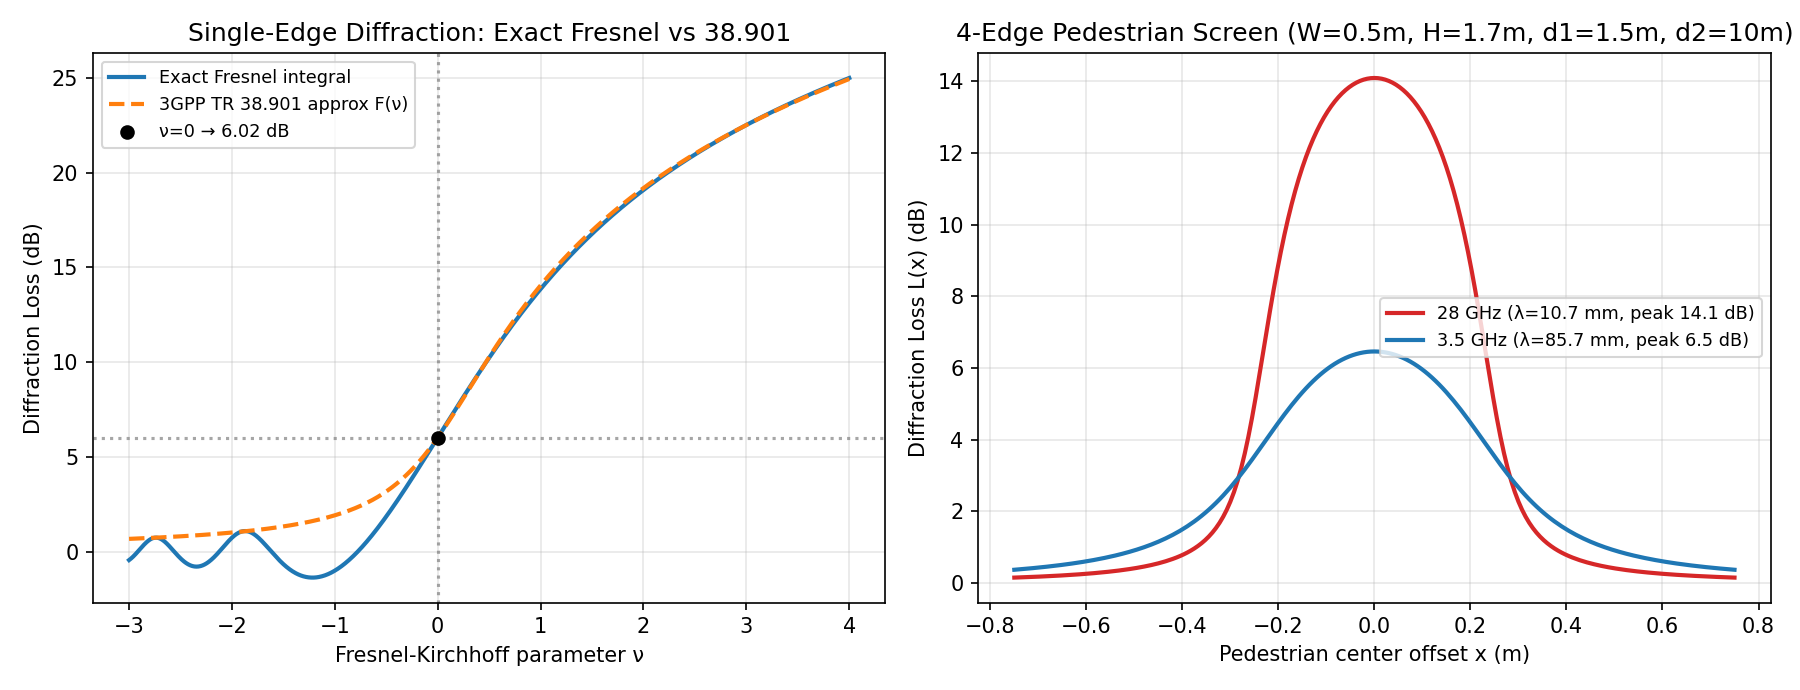 Single-Edge Diffraction: Exact Fresnel vs 38.901
Diffraction Loss (dB)
25
20
15
10
5
0
Exact Fresnel integral
3GPP TR 38.901 approx F(ν)
ν=0 → 6.02 dB
−3
−2
−1
0
1
2
3
4
Fresnel-Kirchhoff parameter ν
4-Edge Pedestrian Screen (W=0.5m, H=1.7m, d1=1.5m, d2=10m)
Diffraction Loss L(x) (dB)
14
12
10
8
6
4
2
0
28 GHz (λ=10.7 mm, peak 14.1 dB)
3.5 GHz (λ=85.7 mm, peak 6.5 dB)
−0.8
−0.6
−0.4
−0.2
0.0
0.2
0.4
0.6
0.8
Pedestrian center offset x (m)